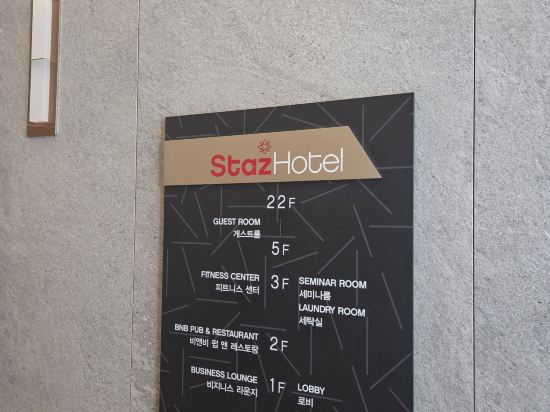 Staz Hotel
22F
GUEST ROOM
게스트룸
5F
FITNESS CENTER 3F SEMINAR ROOM
피트니스 센터 세미나룸
LAUNDRY ROOM
세탁실
BNB PUB & RESTAURANT 2F
비앤비 펍 앤 레스토랑
BUSINESS LOUNGE 1F LOBBY
비지니스 라운지 로비